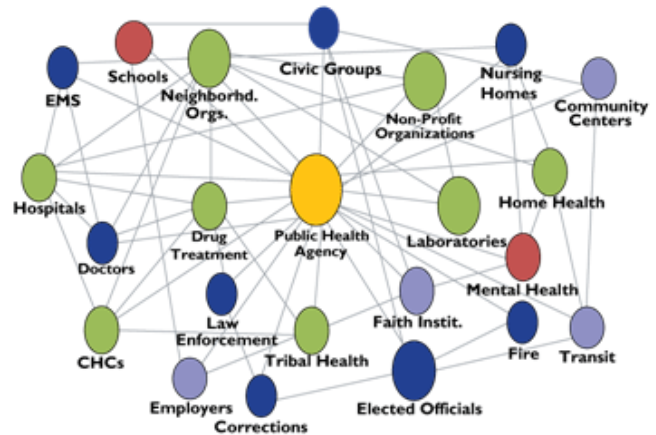 Schools
Civic Groups
EMS
Neighborhd.
Orgs.
Nursing
Homes
Community
Centers
Non-Profit
Organizations
Hospitals
Home Health
Drug
Treatment
Public Health
Agency
Laboratories
Doctors
Mental Health
Law
Enforcement
Faith Instit.
CHCs
Tribal Health
Fire
Transit
Employers
Elected Officials
Corrections